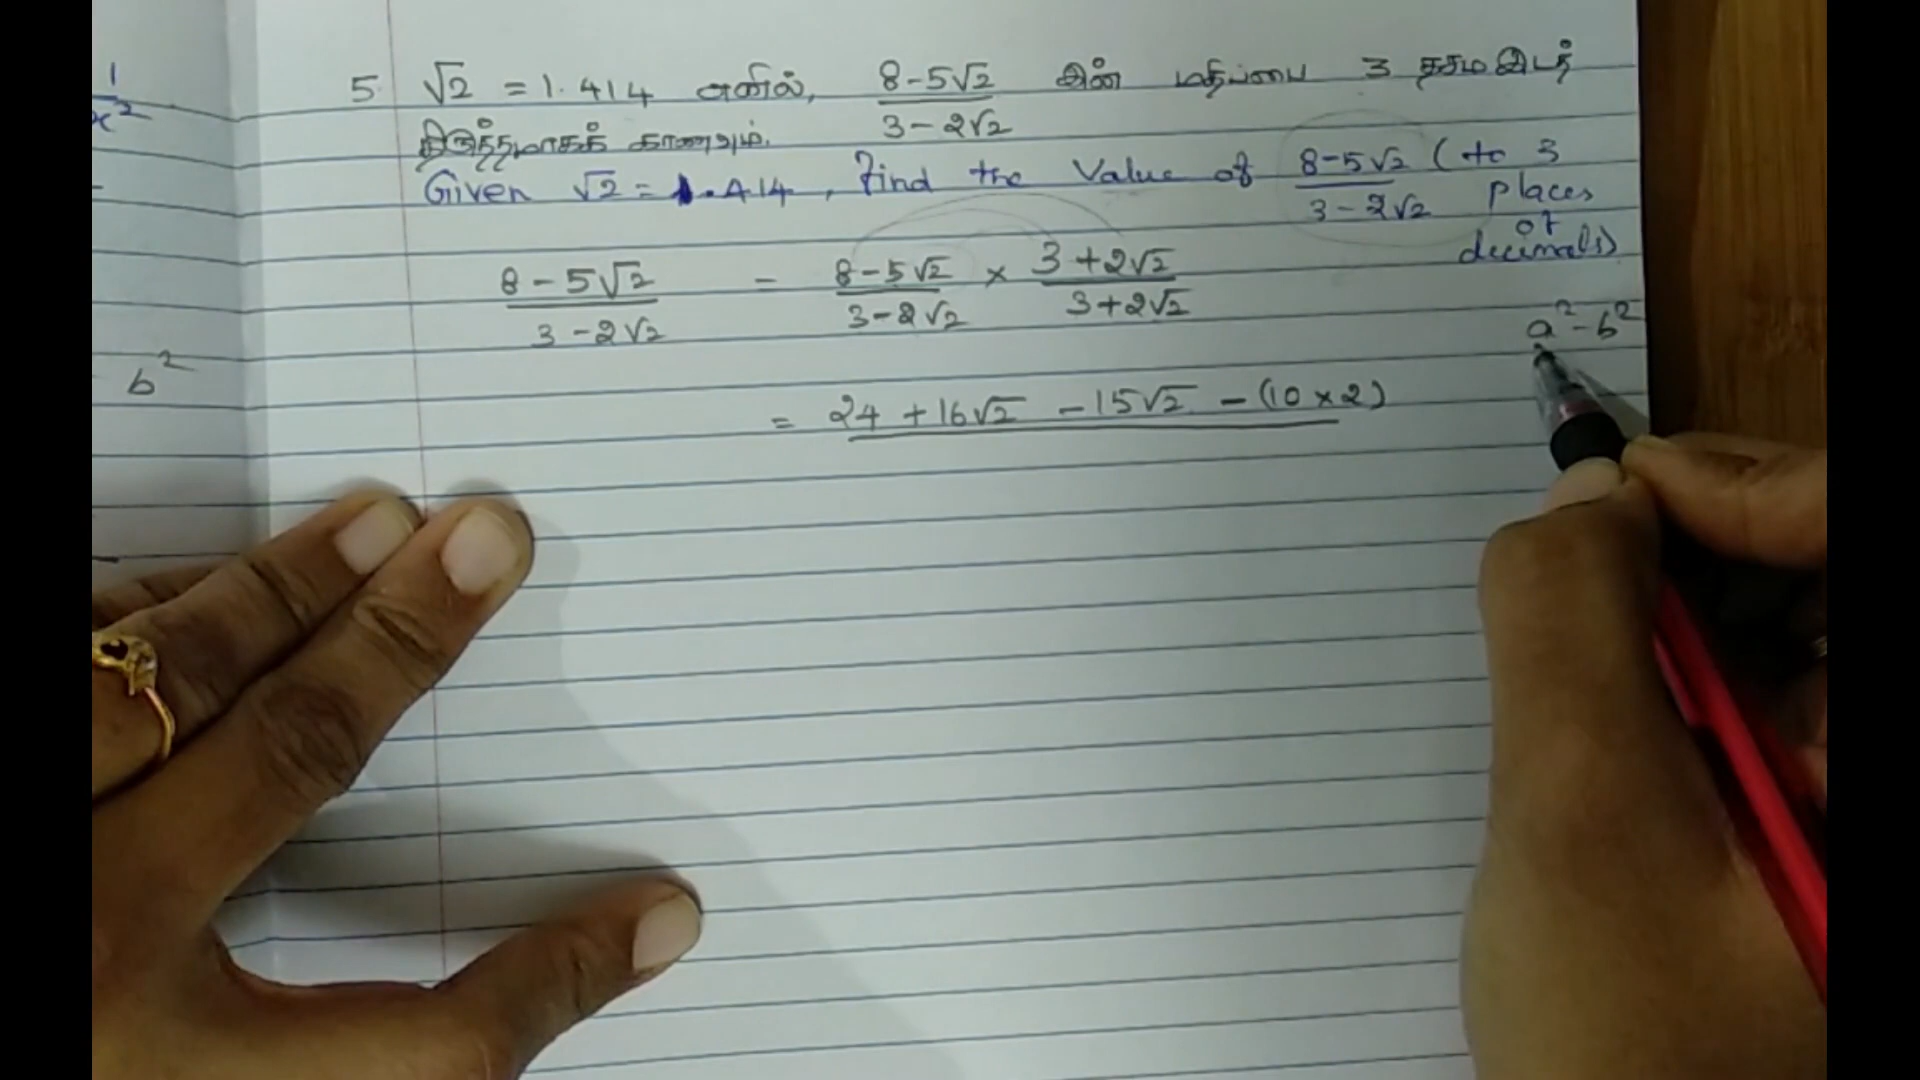 1
x²
b²
5. √2 = 1.414 எனில், (8-5√2)/(3-2√2) இன் மதிப்பை 3 தசம இடத்
திருத்தமாகக் காணவும்.
Given √2 = 1.414, Find the Value of (8-5√2)/(3-2√2) (to 3
places
of
decimals)
(8-5√2)/(3-2√2) = (8-5√2)/(3-2√2) × (3+2√2)/(3+2√2)
a²-b²
= 24 + 16√2 - 15√2 - (10×2)